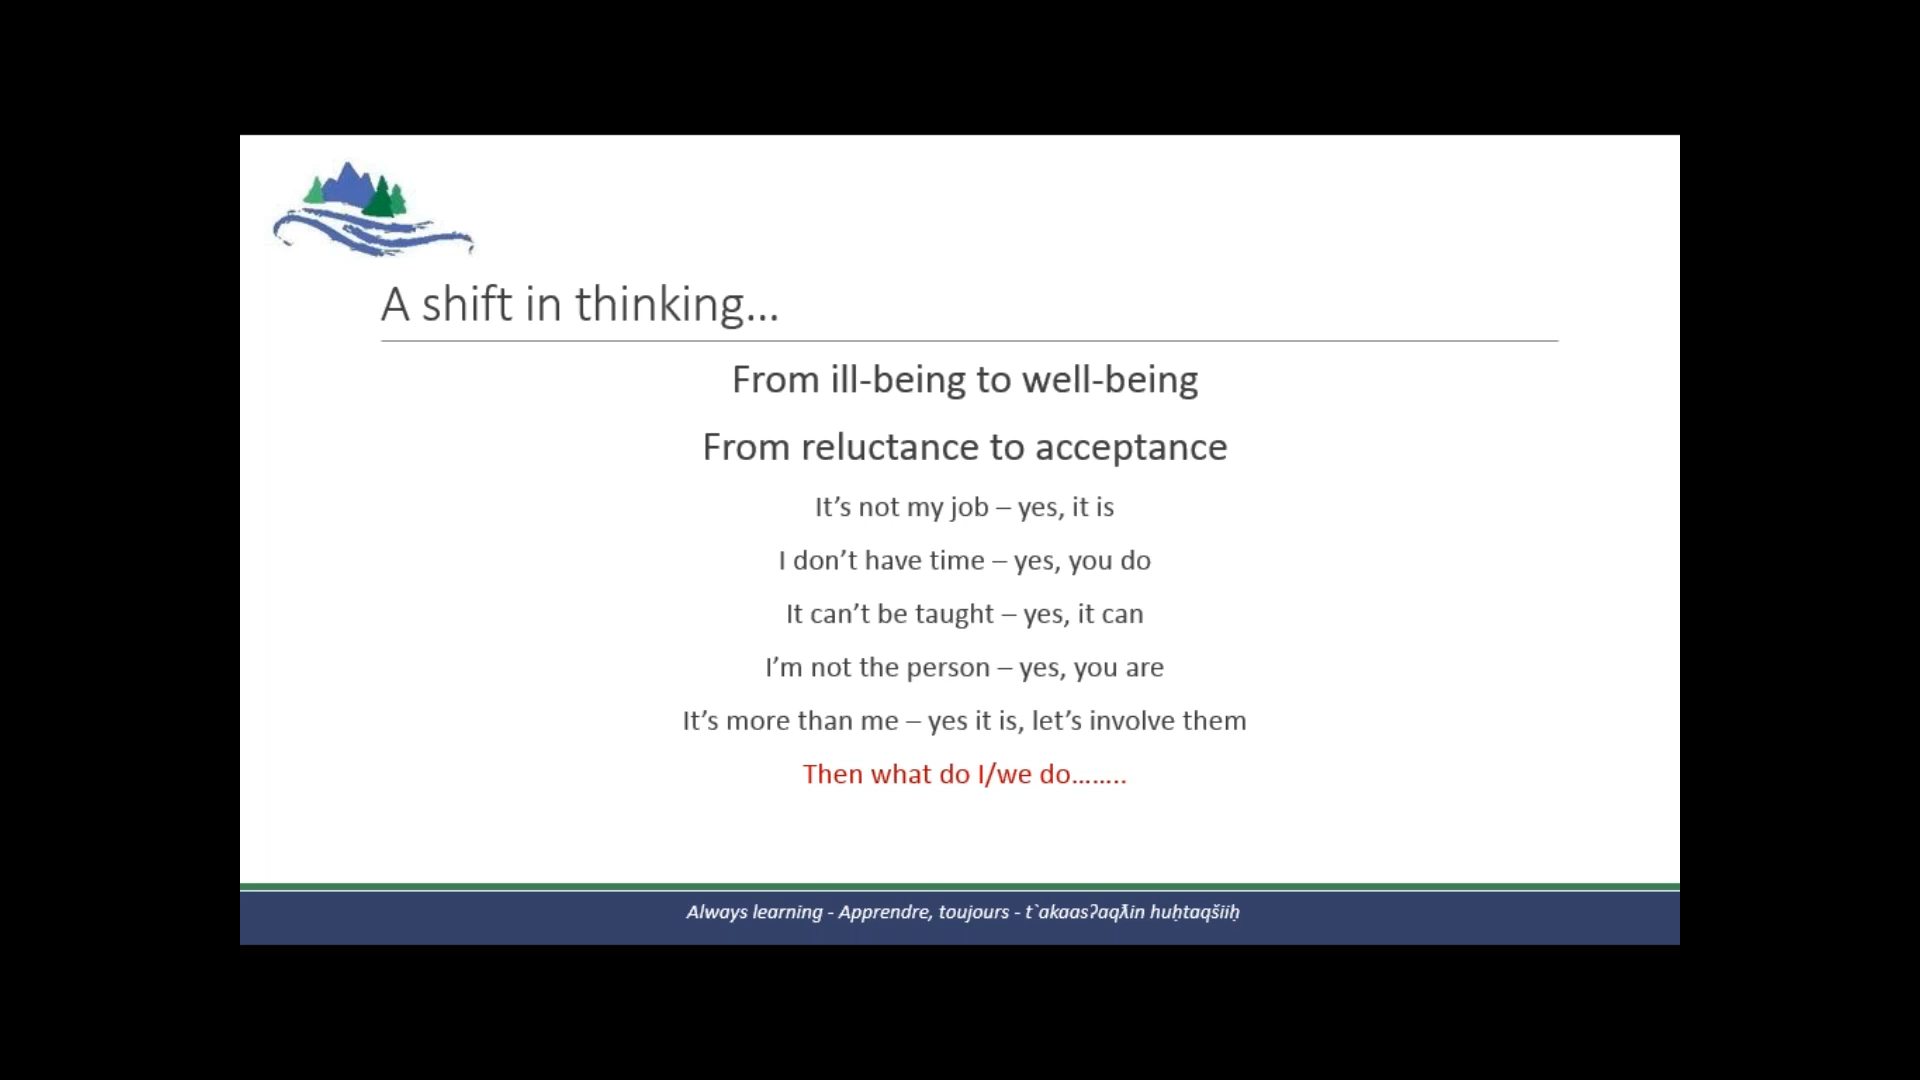 A shift in thinking...
From ill-being to well-being
From reluctance to acceptance
It’s not my job – yes, it is
I don’t have time – yes, you do
It can’t be taught – yes, it can
I’m not the person – yes, you are
It’s more than me – yes it is, let’s involve them
Then what do I/we do........
Always learning - Apprendre, toujours - t`akaasʔaqƛin huḥtaqšiiḥ